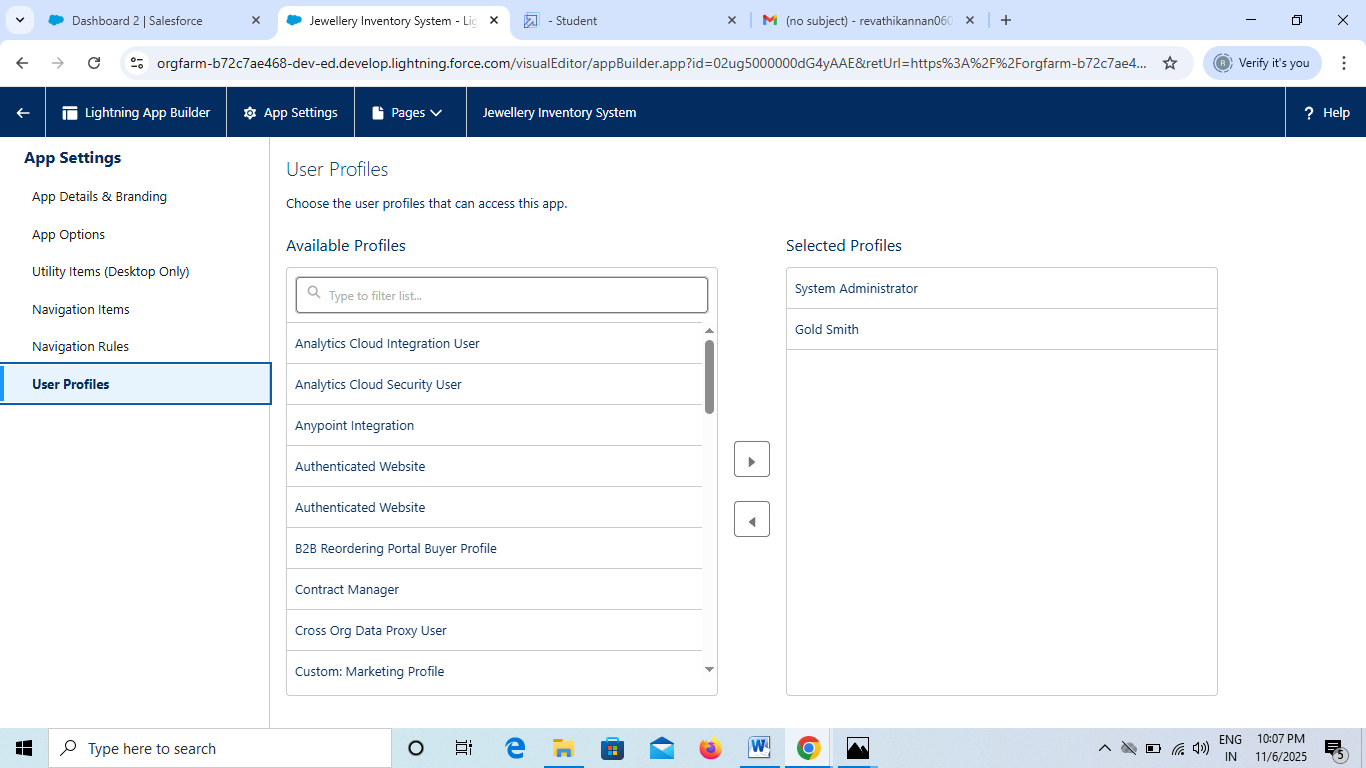 Dashboard 2 | Salesforce
Jewellery Inventory System - Lig
- Student
(no subject) - revathikannan060
orgfarm-b72c7ae468-dev-ed.develop.lightning.force.com/visualEditor/appBuilder.app?id=02ug5000000dG4yAAE&retUrl=https%3A%2F%2Forgfarm-b72c7ae4...
R
Verify it's you
Lightning App Builder
App Settings
Pages
Jewellery Inventory System
? Help
App Settings
App Details & Branding
App Options
Utility Items (Desktop Only)
Navigation Items
Navigation Rules
User Profiles
User Profiles
Choose the user profiles that can access this app.
Available Profiles
Type to filter list...
Analytics Cloud Integration User
Analytics Cloud Security User
Anypoint Integration
Authenticated Website
Authenticated Website
B2B Reordering Portal Buyer Profile
Contract Manager
Cross Org Data Proxy User
Custom: Marketing Profile
Selected Profiles
System Administrator
Gold Smith
Type here to search
ENG
IN
10:07 PM
11/6/2025
5